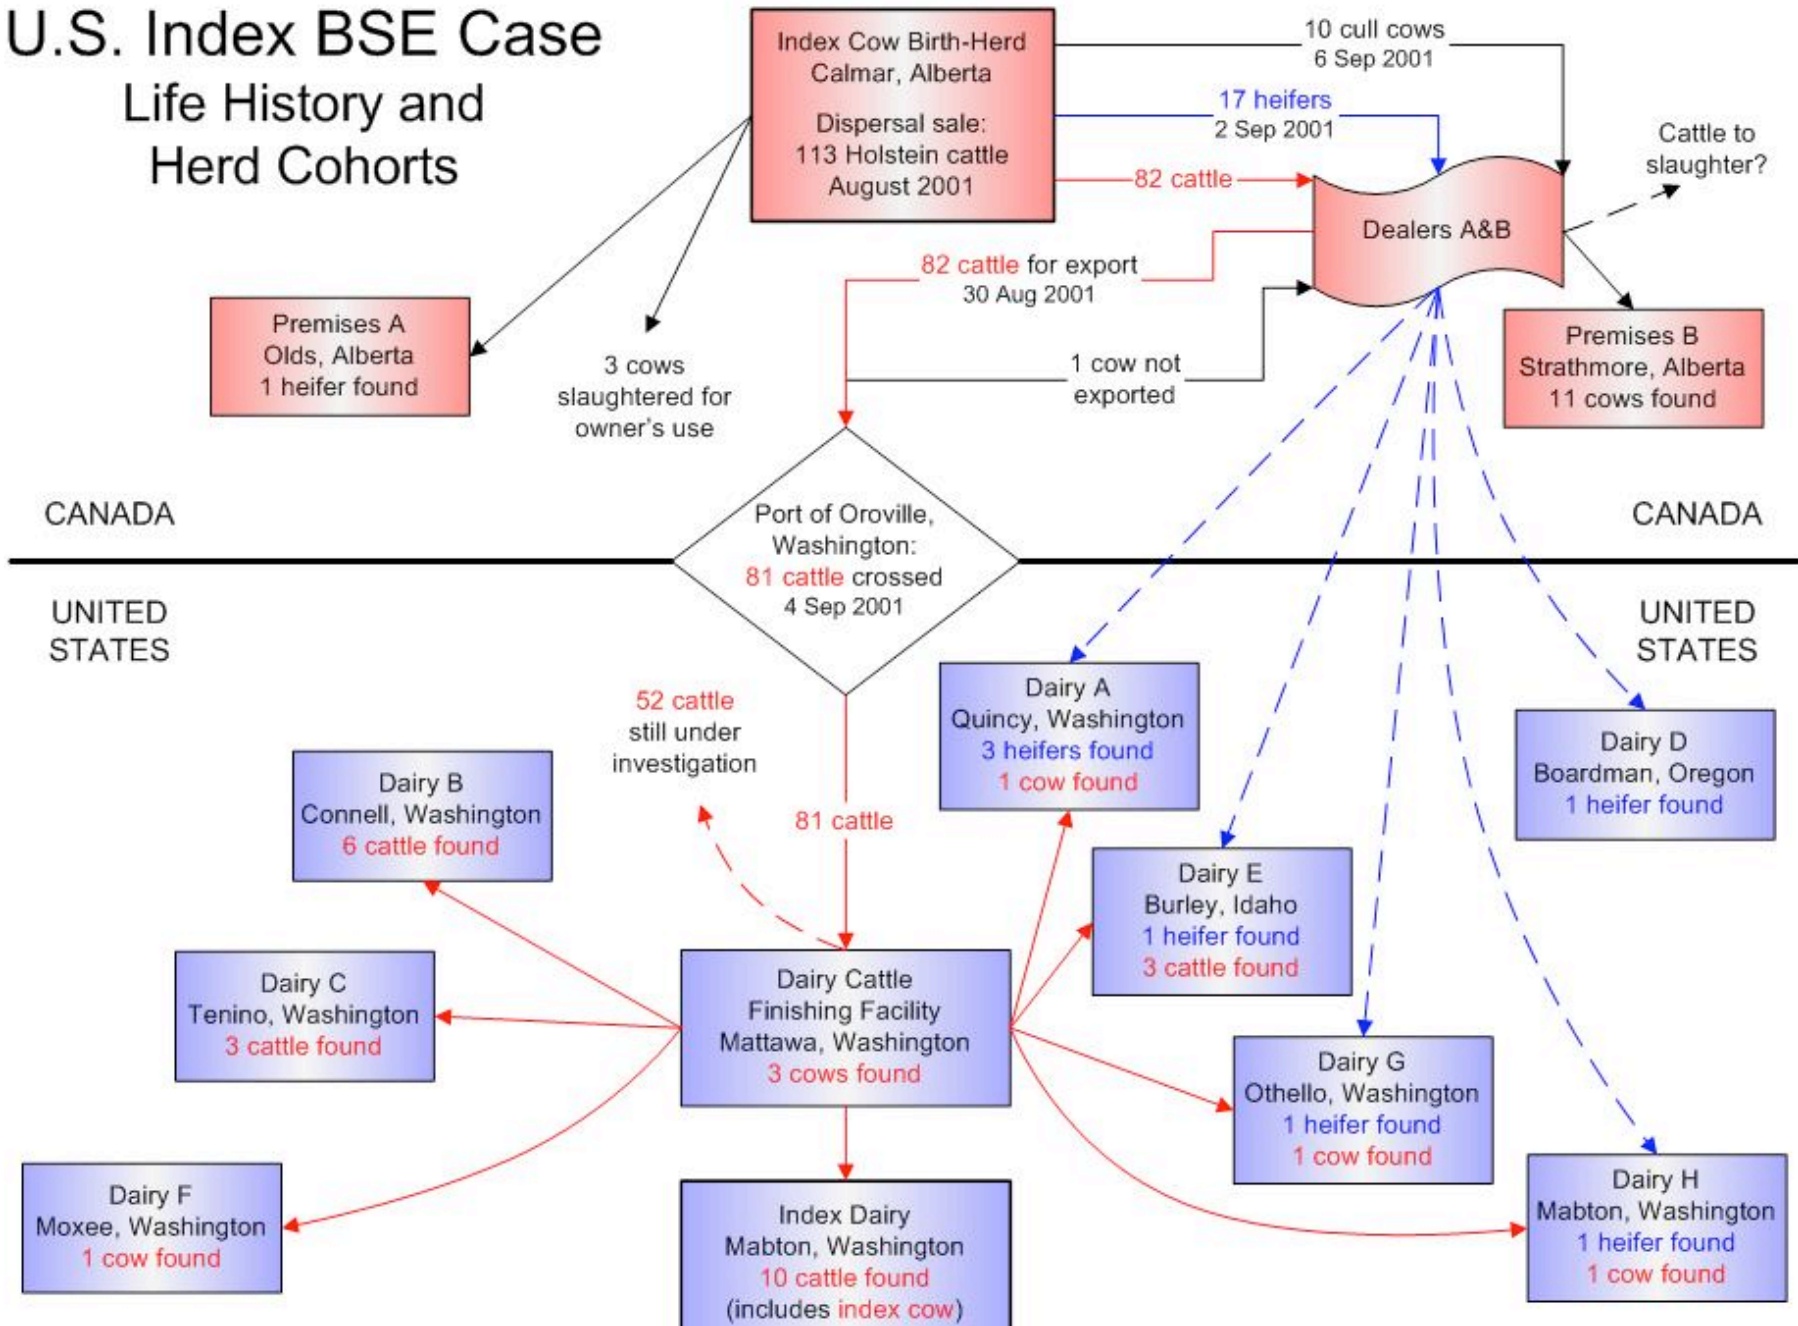 U.S. Index BSE Case
Life History and
Herd Cohorts
Index Cow Birth-Herd
Calmar, Alberta
Dispersal sale:
113 Holstein cattle
August 2001
10 cull cows
6 Sep 2001
17 heifers
2 Sep 2001
82 cattle
Cattle to
slaughter?
Dealers A&B
82 cattle for export
30 Aug 2001
Premises A
Olds, Alberta
1 heifer found
3 cows
slaughtered for
owner's use
1 cow not
exported
Premises B
Strathmore, Alberta
11 cows found
CANADA
CANADA
Port of Oroville,
Washington:
81 cattle crossed
4 Sep 2001
UNITED
STATES
UNITED
STATES
52 cattle
still under
investigation
81 cattle
Dairy A
Quincy, Washington
3 heifers found
1 cow found
Dairy D
Boardman, Oregon
1 heifer found
Dairy B
Connell, Washington
6 cattle found
Dairy E
Burley, Idaho
1 heifer found
3 cattle found
Dairy C
Tenino, Washington
3 cattle found
Dairy Cattle
Finishing Facility
Mattawa, Washington
3 cows found
Dairy G
Othello, Washington
1 heifer found
1 cow found
Dairy F
Moxee, Washington
1 cow found
Index Dairy
Mabton, Washington
10 cattle found
(includes index cow)
Dairy H
Mabton, Washington
1 heifer found
1 cow found